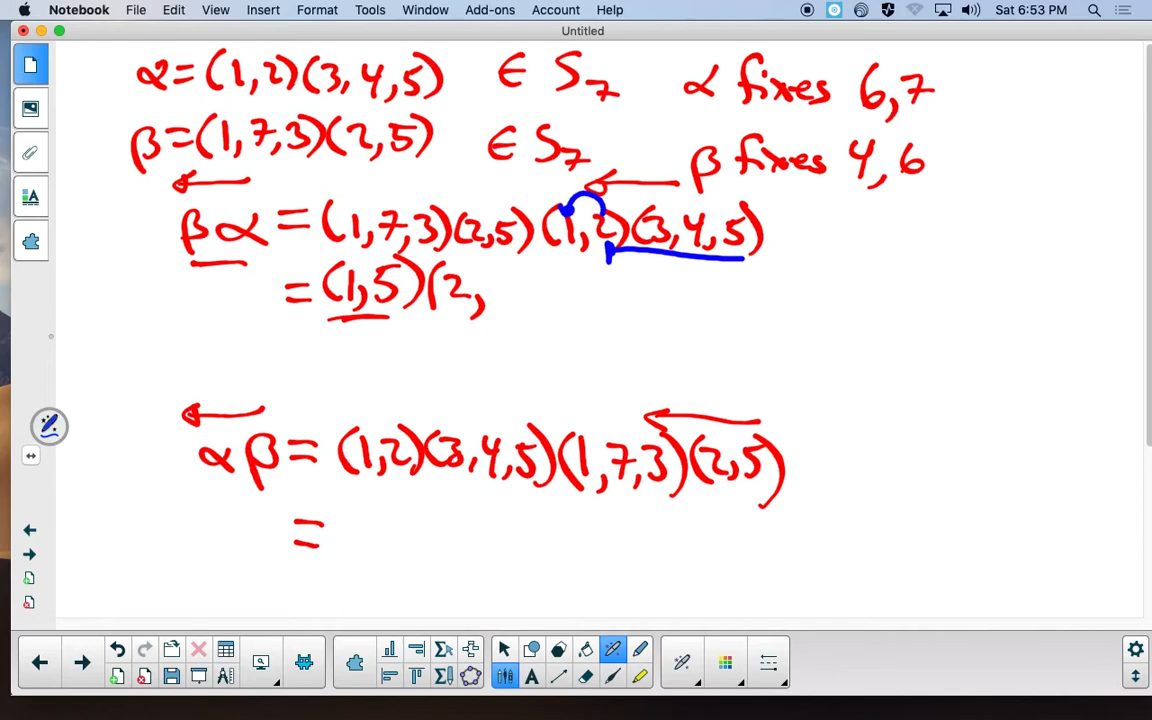 Notebook File Edit View Insert Format Tools Window Add-ons Account Help Sat 6:53 PM
Untitled
α=(1,2)(3,4,5) ∈ S₇ α fixes 6,7
β=(1,7,3)(2,5) ∈ S₇ β fixes 4,6
βα = (1,7,3)(2,5)(1,2)(3,4,5)
= (1,5)(2,
αβ = (1,2)(3,4,5)(1,7,3)(2,5)
=